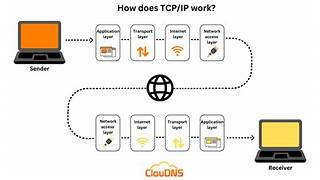 How does TCP/IP work?
Application
layer
Transport
layer
Internet
layer
Network
access
layer
Sender
Network
access
layer
Internet
layer
Transport
layer
Application
layer
Receiver
ClouDNS